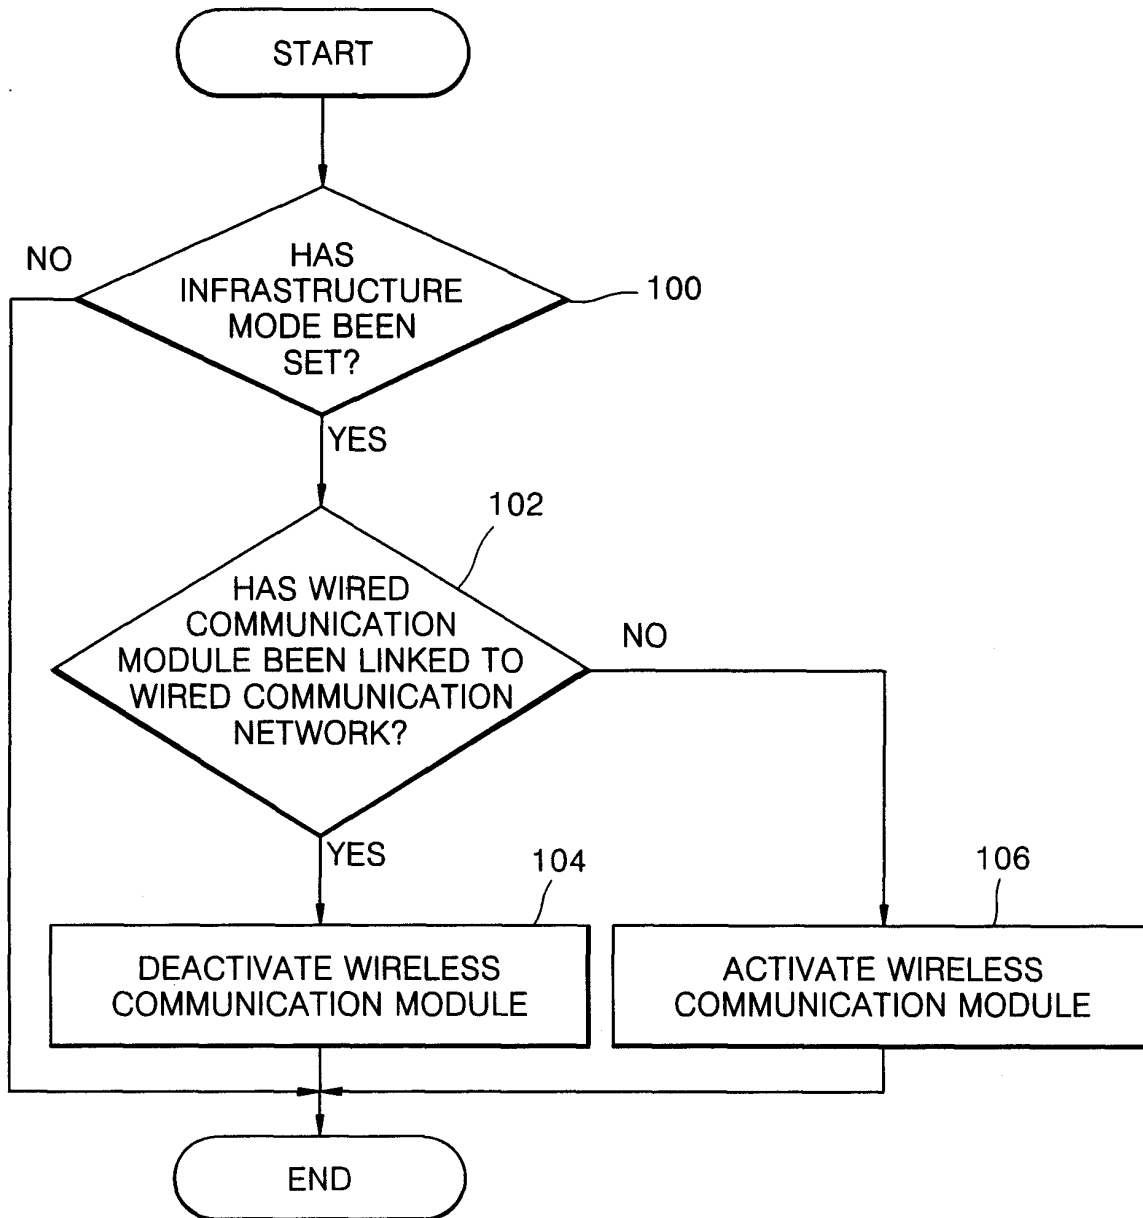 START
NO
HAS
INFRASTRUCTURE
MODE BEEN
SET?
100
YES
102
HAS WIRED
COMMUNICATION
MODULE BEEN LINKED TO
WIRED COMMUNICATION
NETWORK?
NO
YES
104
106
DEACTIVATE WIRELESS
COMMUNICATION MODULE
ACTIVATE WIRELESS
COMMUNICATION MODULE
END